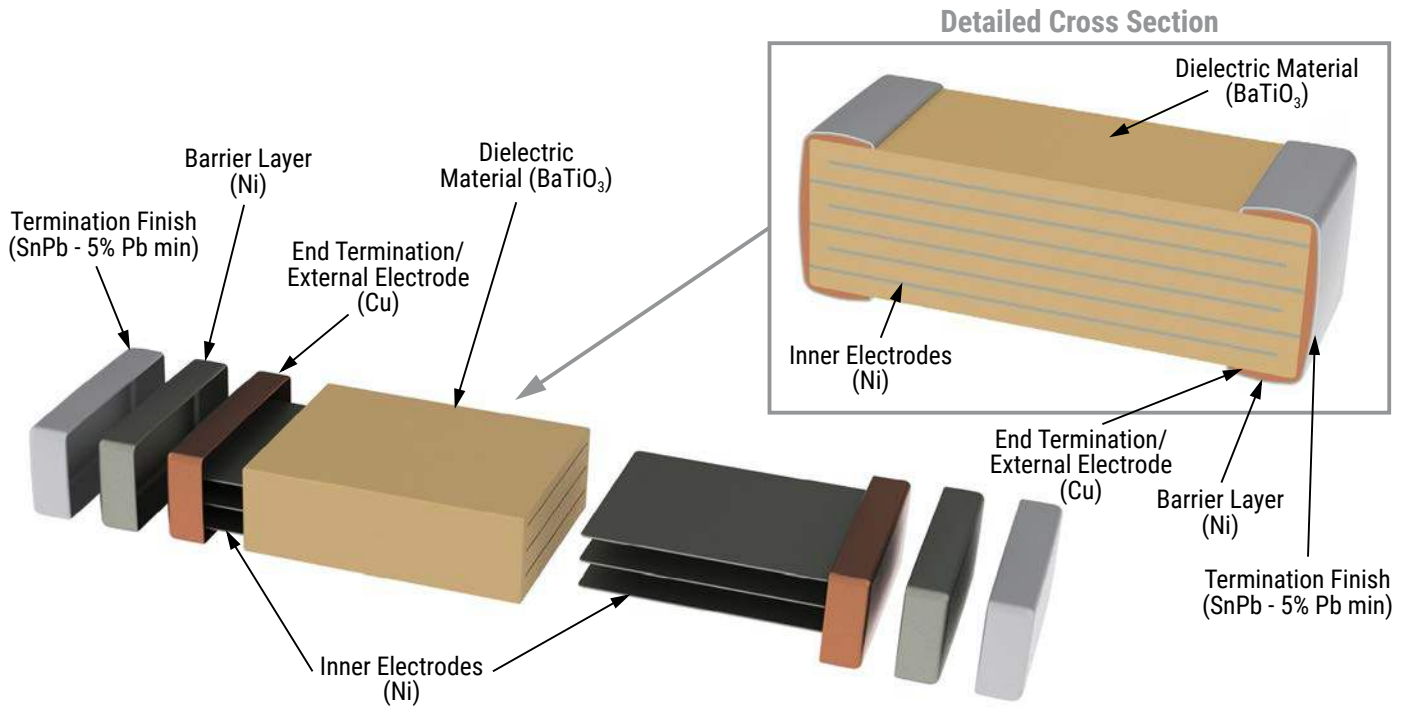 Detailed Cross Section
Dielectric Material
(BaTiO₃)
Inner Electrodes
(Ni)
End Termination/
External Electrode
(Cu)
Barrier Layer
(Ni)
Termination Finish
(SnPb - 5% Pb min)
Barrier Layer
(Ni)
Dielectric
Material (BaTiO₃)
Termination Finish
(SnPb - 5% Pb min)
End Termination/
External Electrode
(Cu)
Inner Electrodes
(Ni)